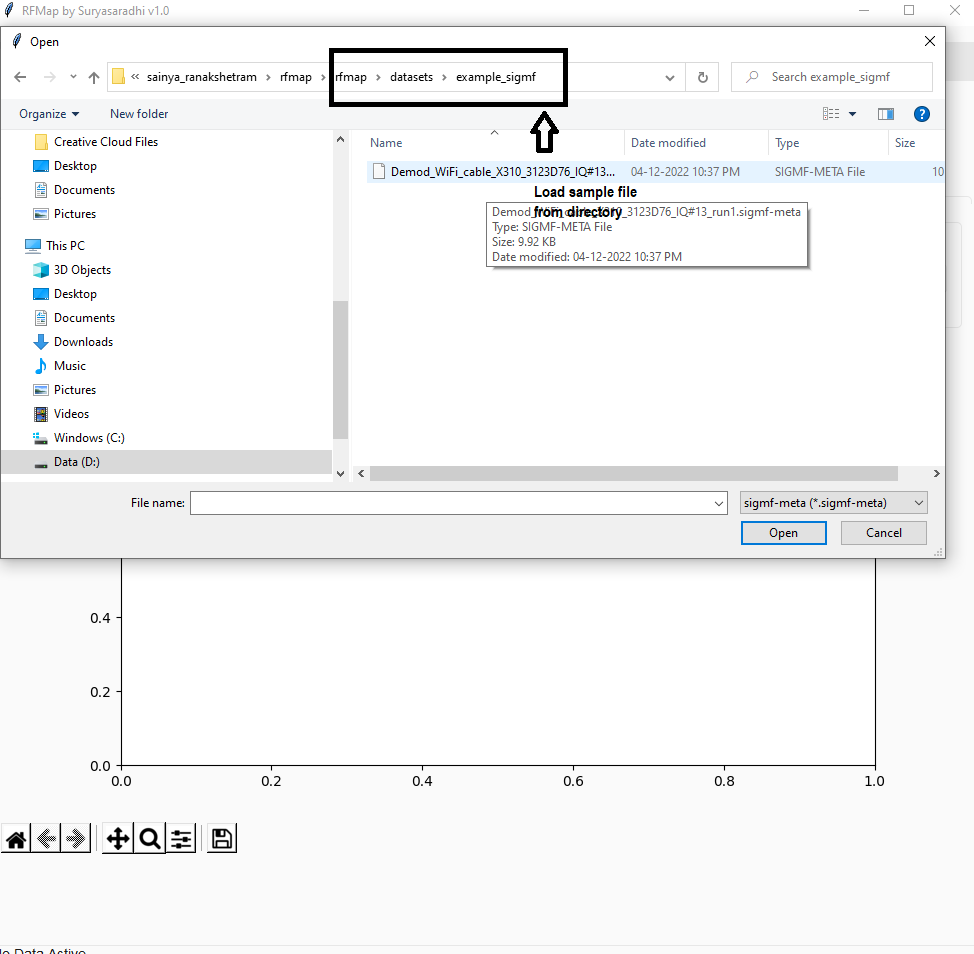 RFMap by Suryasaradhi v1.0
Open
« sainya_ranakshetram › rfmap › rfmap › datasets › example_sigmf
Search example_sigmf
Organize
New folder
Creative Cloud Files
Desktop
Documents
Pictures
This PC
3D Objects
Desktop
Documents
Downloads
Music
Pictures
Videos
Windows (C:)
Data (D:)
Name Date modified Type Size
Demod_WiFi_cable_X310_3123D76_IQ#13... 04-12-2022 10:37 PM SIGMF-META File 10
Load sample file
from directory
_3123D76_IQ#13_run1.sigmf-meta
Type: SIGMF-META File
Size: 9.92 KB
Date modified: 04-12-2022 10:37 PM
File name:
sigmf-meta (*.sigmf-meta)
Open
Cancel
0.4
0.2
0.0
0.0 0.2 0.4 0.6 0.8 1.0
Data Active